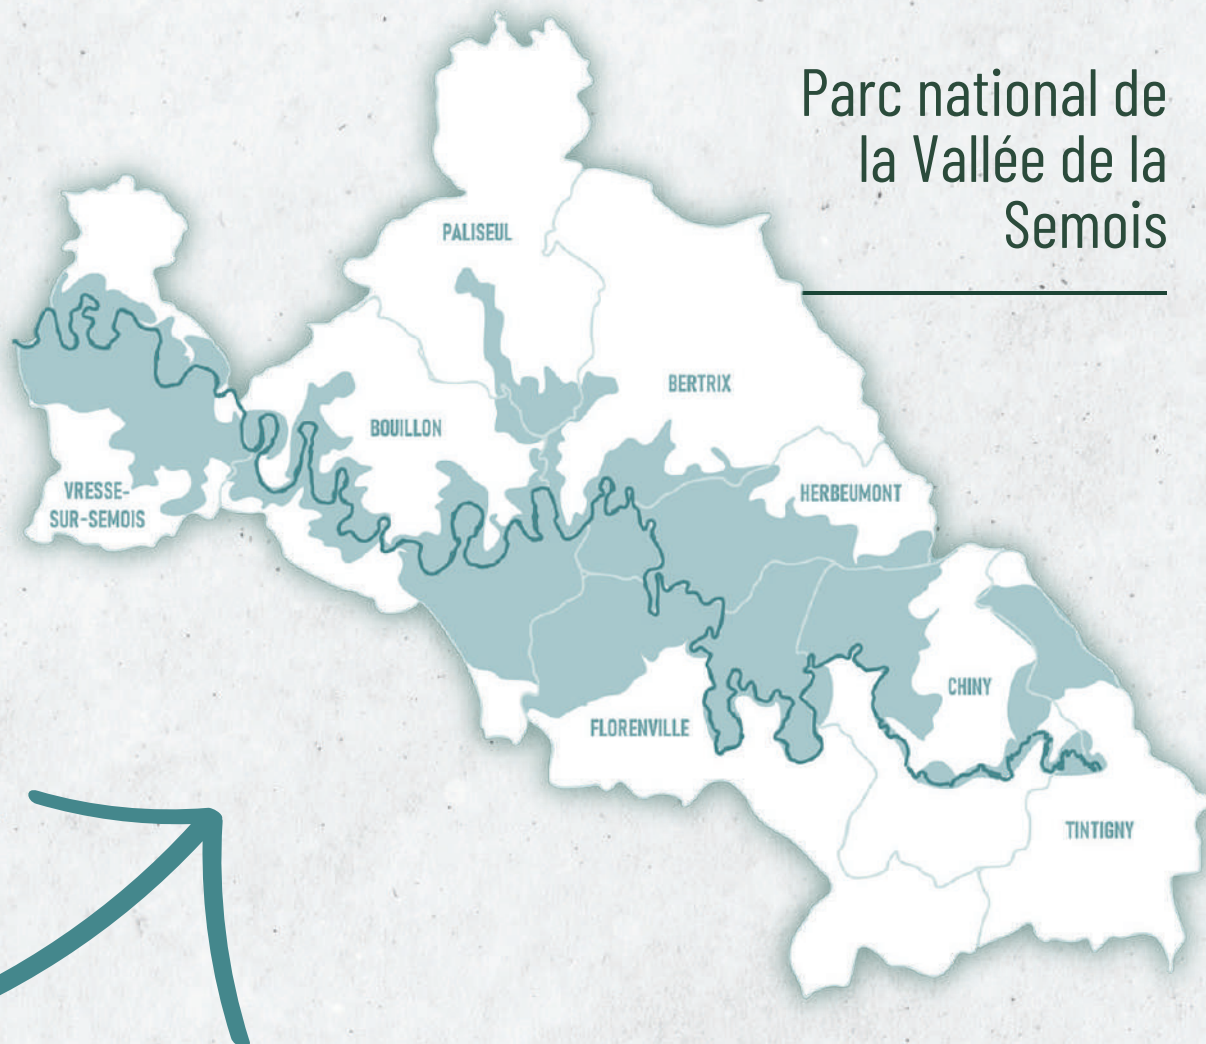 Parc national de
la Vallée de la
Semois
PALISEUL
BERTRIX
BOUILLON
HERBEUMONT
VRESSE-
SUR-SEMOIS
CHINY
FLORENVILLE
TINTIGNY